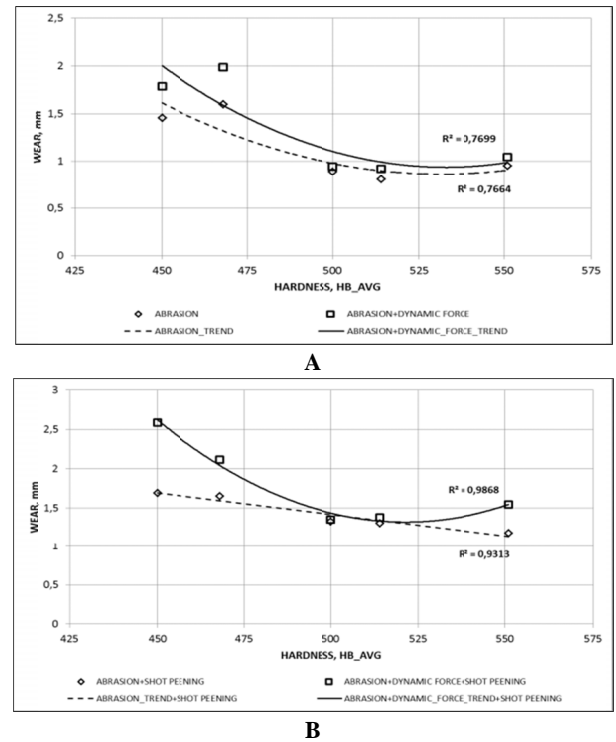 2,5
2
1,5
1
0,5
0
WEAR, mm
R² = 0,7699
R² = 0,7664
425 450 475 500 525 550 575
HARDNESS, HB_AVG
ABRASION ABRASION+DYNAMIC FORCE
ABRASION_TREND ABRASION+DYNAMIC_FORCE_TREND
A
3
2,5
2
1,5
1
0,5
0
WEAR. mm
R² = 0,9868
R² = 0,9313
425 450 475 500 525 550 575
HARDNESS, HB_AVG
ABRASION+SHOT PEENING ABRASION+DYNAMIC FORCE+SHOT PEENING
ABRASION_TREND+SHOT PEENING ABRASION+DYNAMIC_FORCE_TREND+SHOT PEENING
B